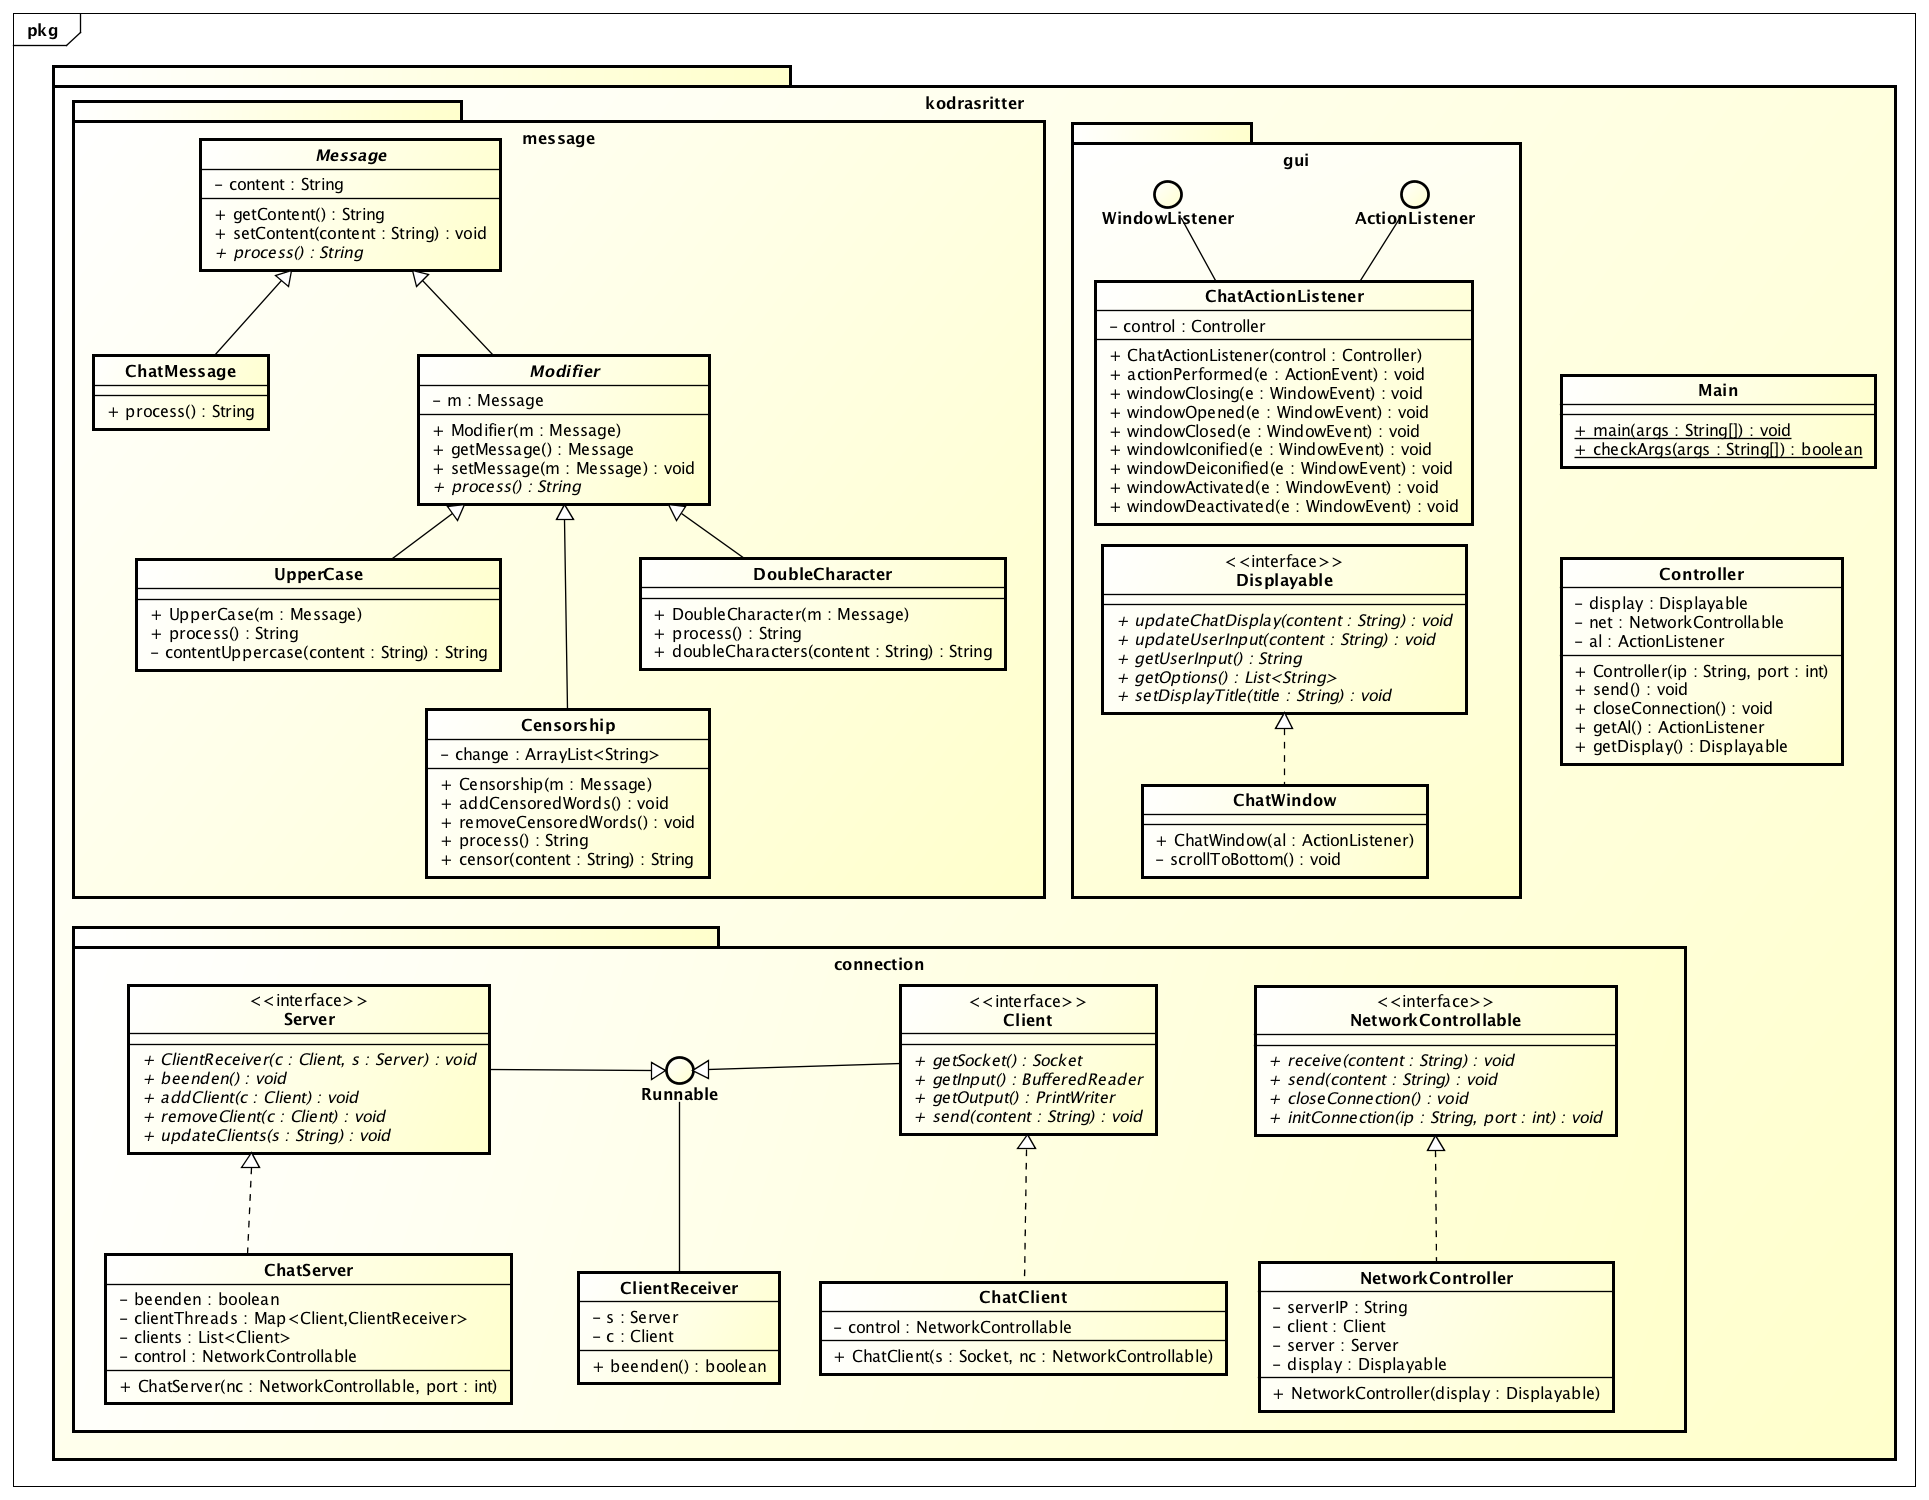 pkg
kodrasritter
message
Message
– content : String
+ getContent() : String
+ setContent(content : String) : void
+ process() : String
ChatMessage
+ process() : String
Modifier
– m : Message
+ Modifier(m : Message)
+ getMessage() : Message
+ setMessage(m : Message) : void
+ process() : String
UpperCase
+ UpperCase(m : Message)
+ process() : String
– contentUppercase(content : String) : String
DoubleCharacter
+ DoubleCharacter(m : Message)
+ process() : String
+ doubleCharacters(content : String) : String
Censorship
– change : ArrayList<String>
+ Censorship(m : Message)
+ addCensoredWords() : void
+ removeCensoredWords() : void
+ process() : String
+ censor(content : String) : String
gui
WindowListener
ActionListener
ChatActionListener
– control : Controller
+ ChatActionListener(control : Controller)
+ actionPerformed(e : ActionEvent) : void
+ windowClosing(e : WindowEvent) : void
+ windowOpened(e : WindowEvent) : void
+ windowClosed(e : WindowEvent) : void
+ windowIconified(e : WindowEvent) : void
+ windowDeiconified(e : WindowEvent) : void
+ windowActivated(e : WindowEvent) : void
+ windowDeactivated(e : WindowEvent) : void
<<interface>>
Displayable
+ updateChatDisplay(content : String) : void
+ updateUserInput(content : String) : void
+ getUserInput() : String
+ getOptions() : List<String>
+ setDisplayTitle(title : String) : void
ChatWindow
+ ChatWindow(al : ActionListener)
– scrollToBottom() : void
Main
+ main(args : String[]) : void
+ checkArgs(args : String[]) : boolean
Controller
– display : Displayable
– net : NetworkControllable
– al : ActionListener
+ Controller(ip : String, port : int)
+ send() : void
+ closeConnection() : void
+ getAl() : ActionListener
+ getDisplay() : Displayable
connection
<<interface>>
Server
+ ClientReceiver(c : Client, s : Server) : void
+ beenden() : void
+ addClient(c : Client) : void
+ removeClient(c : Client) : void
+ updateClients(s : String) : void
Runnable
<<interface>>
Client
+ getSocket() : Socket
+ getInput() : BufferedReader
+ getOutput() : PrintWriter
+ send(content : String) : void
<<interface>>
NetworkControllable
+ receive(content : String) : void
+ send(content : String) : void
+ closeConnection() : void
+ initConnection(ip : String, port : int) : void
ChatServer
– beenden : boolean
– clientThreads : Map<Client,ClientReceiver>
– clients : List<Client>
– control : NetworkControllable
+ ChatServer(nc : NetworkControllable, port : int)
ClientReceiver
– s : Server
– c : Client
+ beenden() : boolean
ChatClient
– control : NetworkControllable
+ ChatClient(s : Socket, nc : NetworkControllable)
NetworkController
– serverIP : String
– client : Client
– server : Server
– display : Displayable
+ NetworkController(display : Displayable)